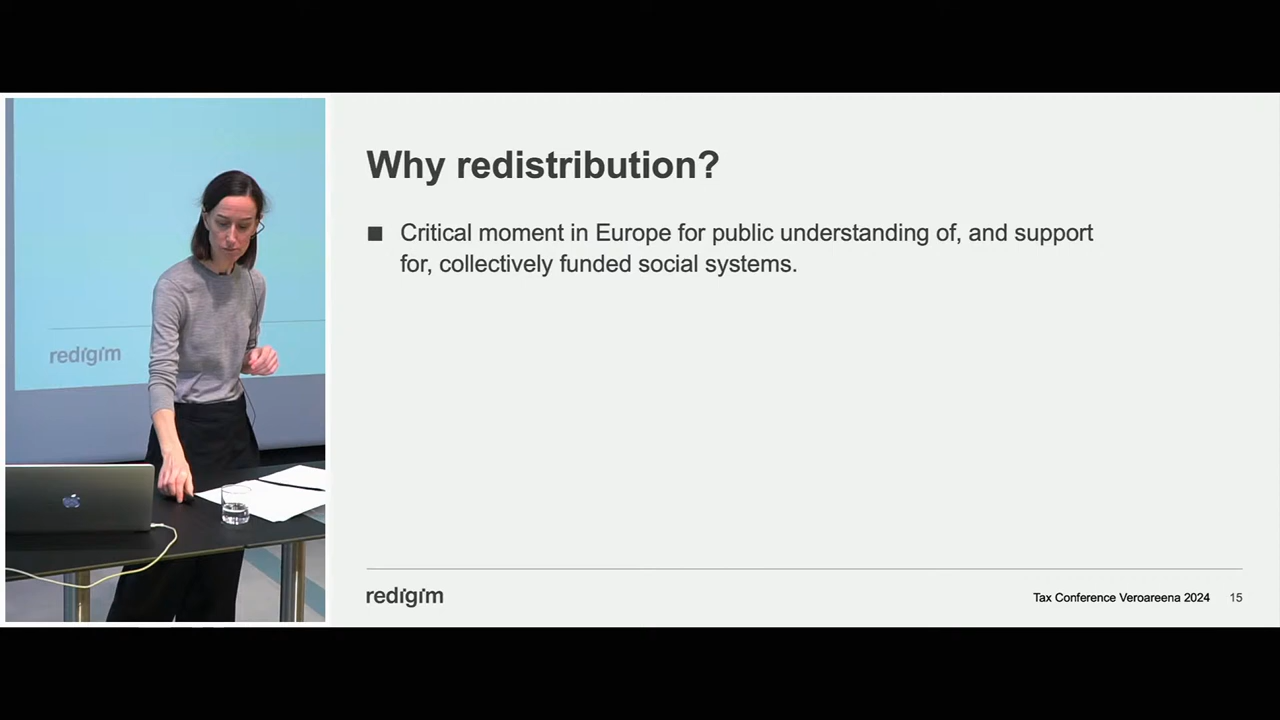 redigim
Why redistribution?
■ Critical moment in Europe for public understanding of, and support
for, collectively funded social systems.
redigim
Tax Conference Veroareena 2024 15